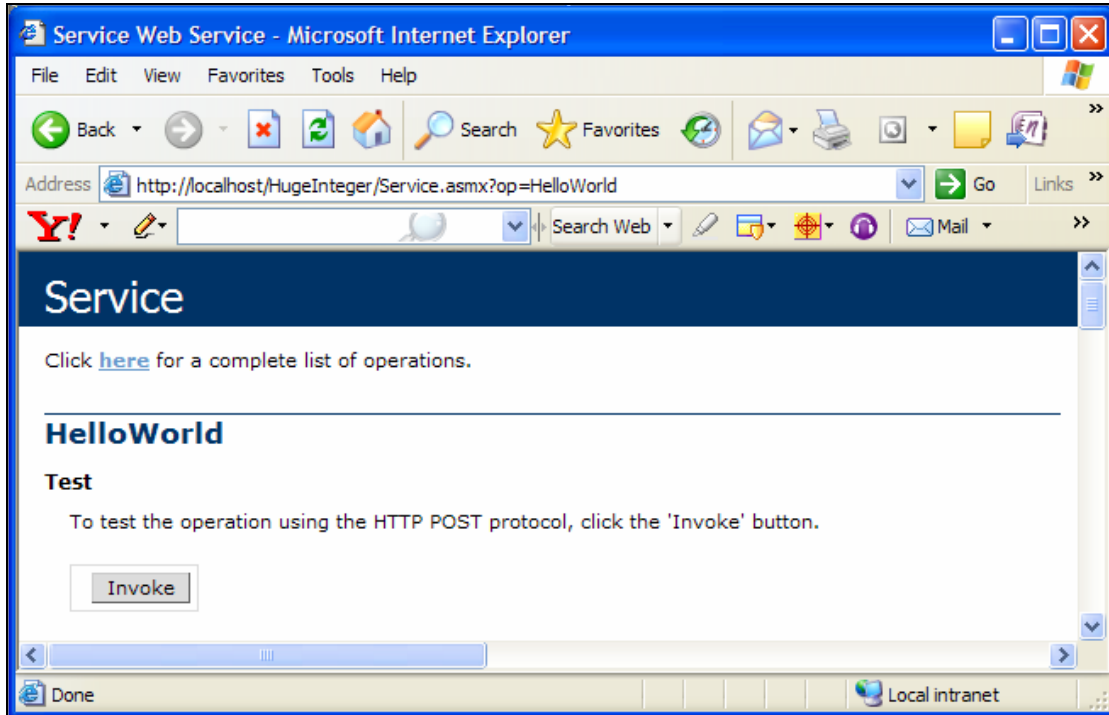 Service Web Service - Microsoft Internet Explorer
File Edit View Favorites Tools Help
Back Search Favorites
Address http://localhost/HugeInteger/Service.asmx?op=HelloWorld Go Links
Y! Search Web Mail
Service
Click here for a complete list of operations.
HelloWorld
Test
To test the operation using the HTTP POST protocol, click the 'Invoke' button.
Invoke
Done Local intranet